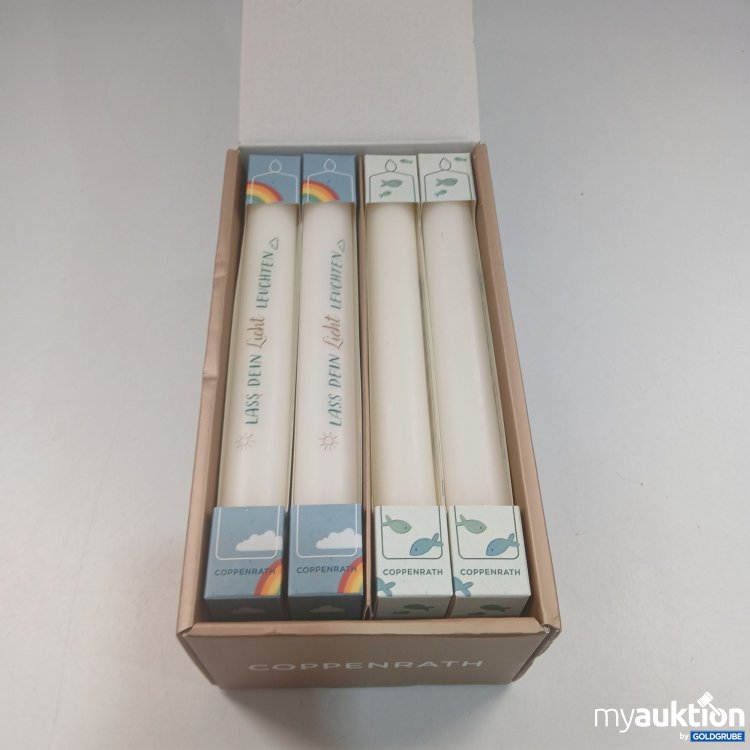 LASS DEIN Licht LEUCHTEN
LASS DEIN Licht LEUCHTEN
COPPENRATH
COPPENRATH
COPPENRATH
COPPENRATH
COPPENRATH
myauktion
by GOLDGRUBE